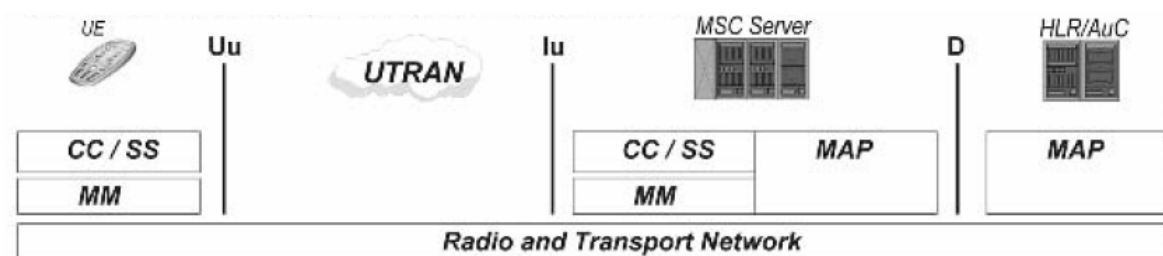 UE
Uu
UTRAN
Iu
MSC Server
D
HLR/AuC
CC / SS
MM
CC / SS
MM
MAP
MAP
Radio and Transport Network